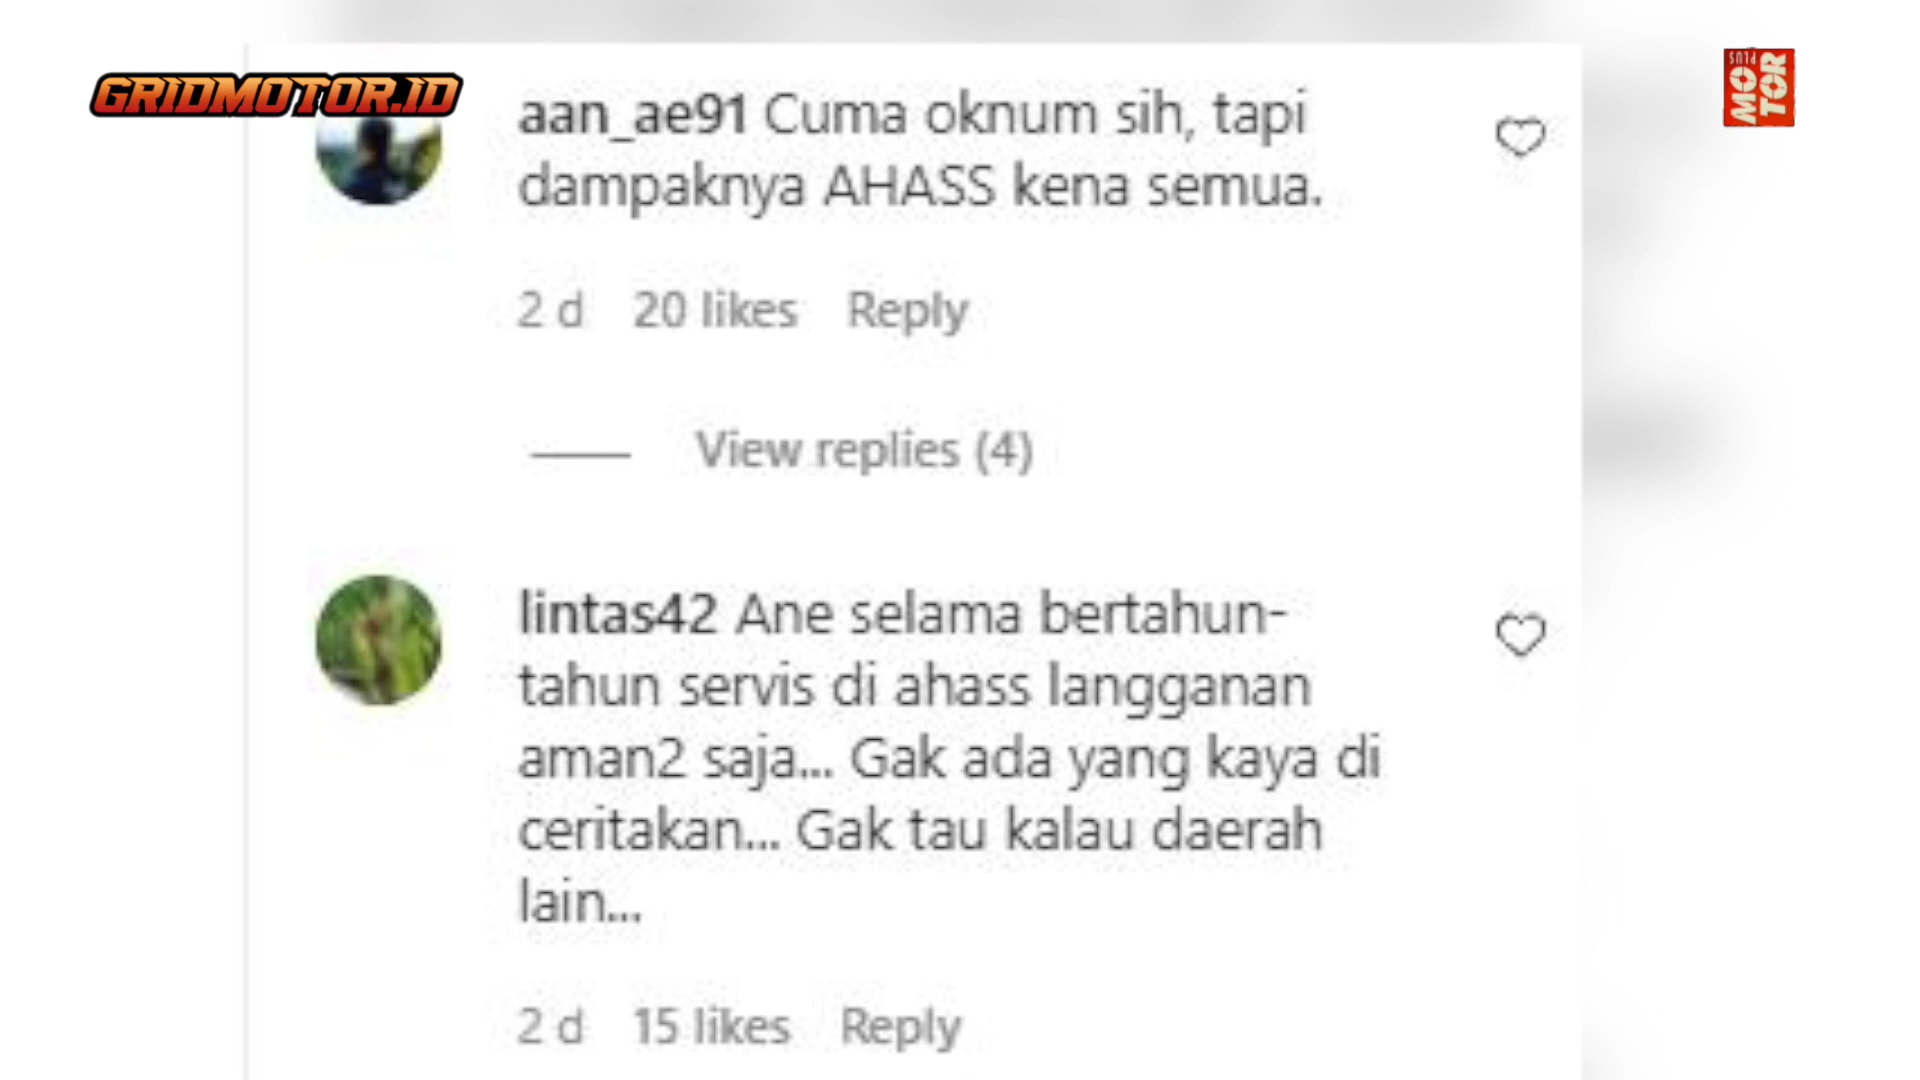 GRIDMOTOR.ID
MOTOR PLUS
aan_ae91 Cuma oknum sih, tapi
dampaknya AHASS kena semua.
2 d 20 likes Reply
View replies (4)
lintas42 Ane selama bertahun-
tahun servis di ahass langganan
aman2 saja... Gak ada yang kaya di
ceritakan... Gak tau kalau daerah
lain...
2 d 15 likes Reply